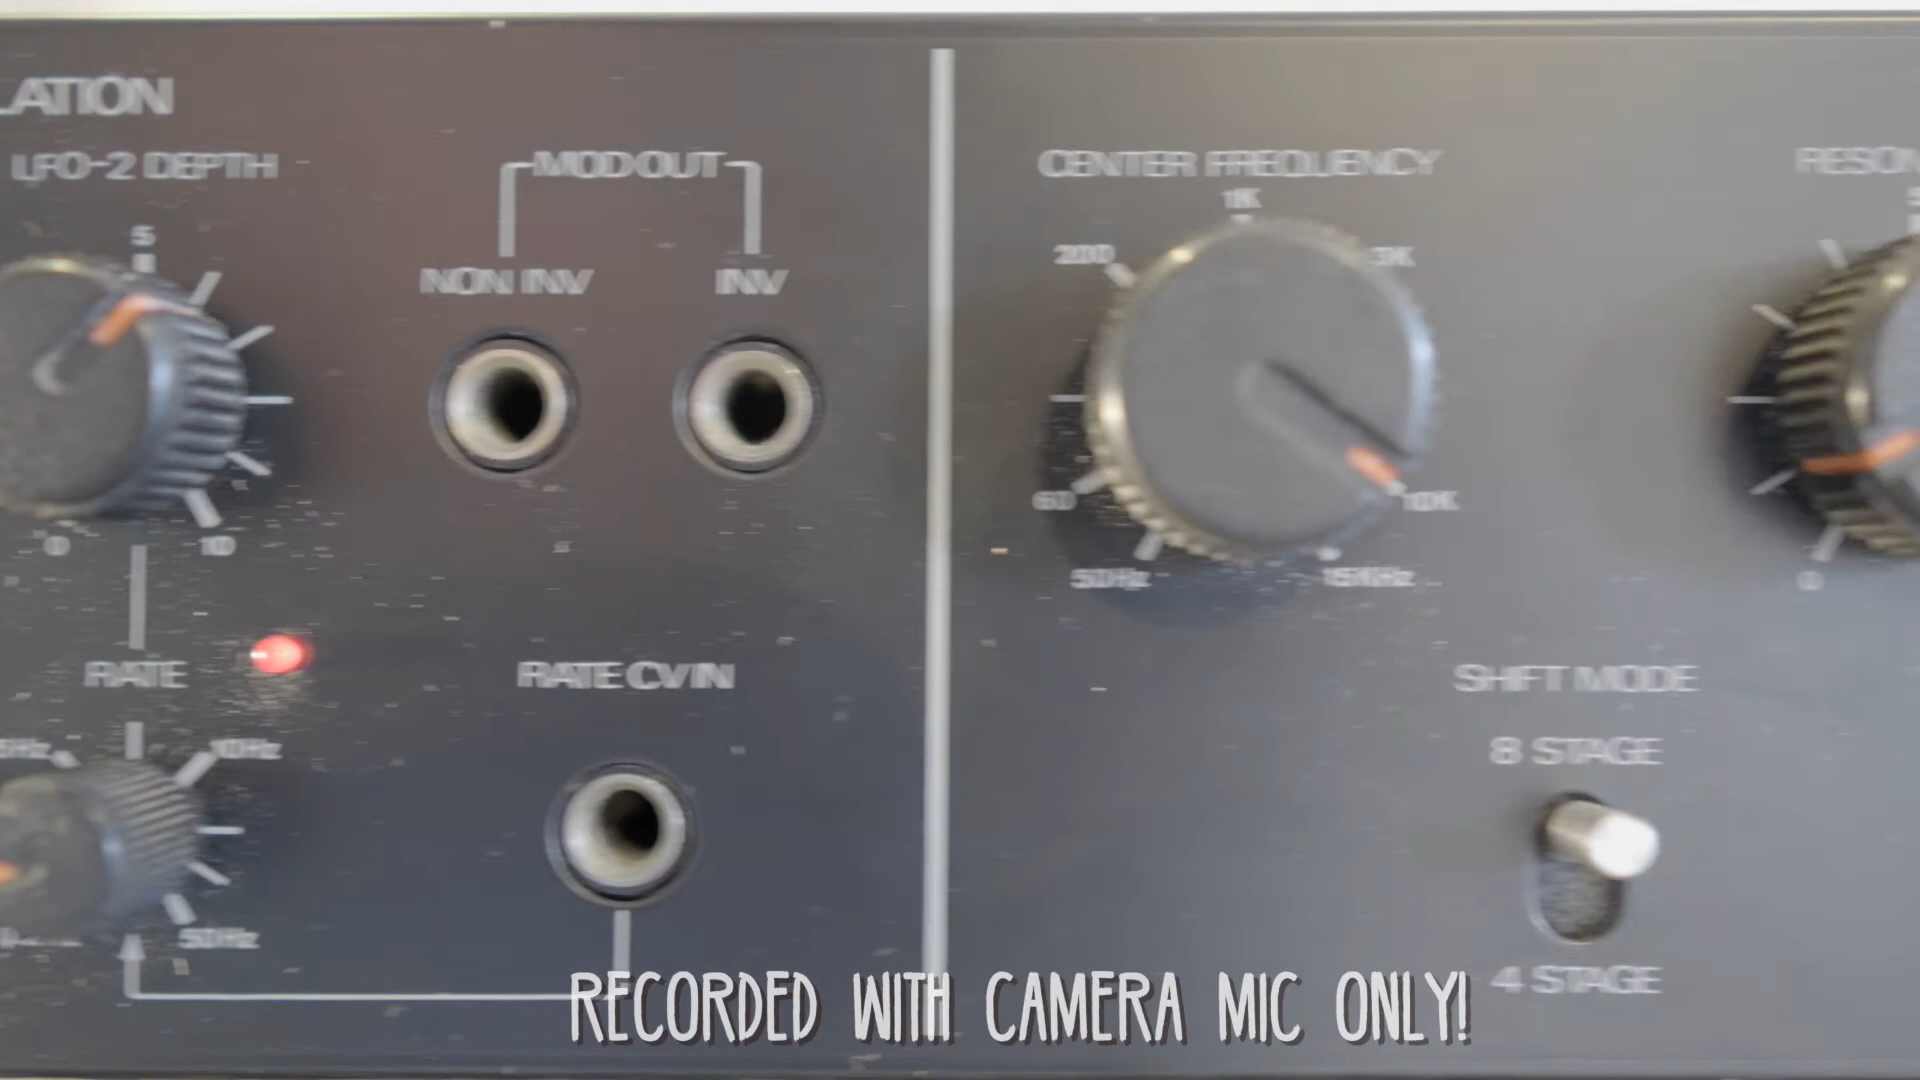 LATION
LFO-2 DEPTH
MOD OUT
CENTER FREQUENCY
RESON
1K
5
200
3K
NON INV
INV
60
10K
0
10
50Hz
15KHz
0
RATE
RATE CV IN
SHIFT MODE
5Hz
10Hz
8 STAGE
50Hz
4 STAGE
RECORDED WITH CAMERA MIC ONLY!